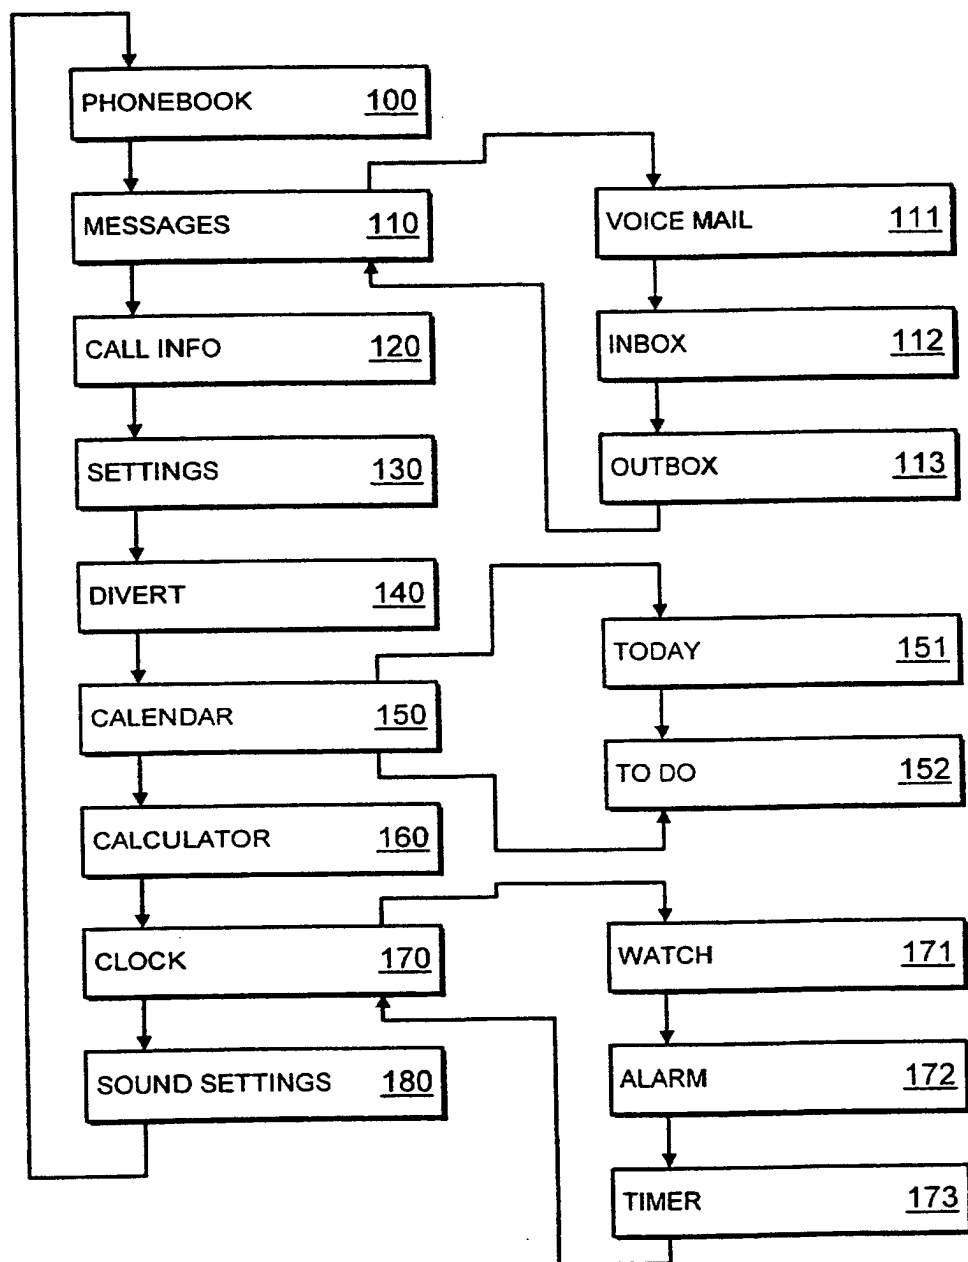 PHONEBOOK 100
MESSAGES 110
CALL INFO 120
SETTINGS 130
DIVERT 140
CALENDAR 150
CALCULATOR 160
CLOCK 170
SOUND SETTINGS 180
VOICE MAIL 111
INBOX 112
OUTBOX 113
TODAY 151
TO DO 152
WATCH 171
ALARM 172
TIMER 173